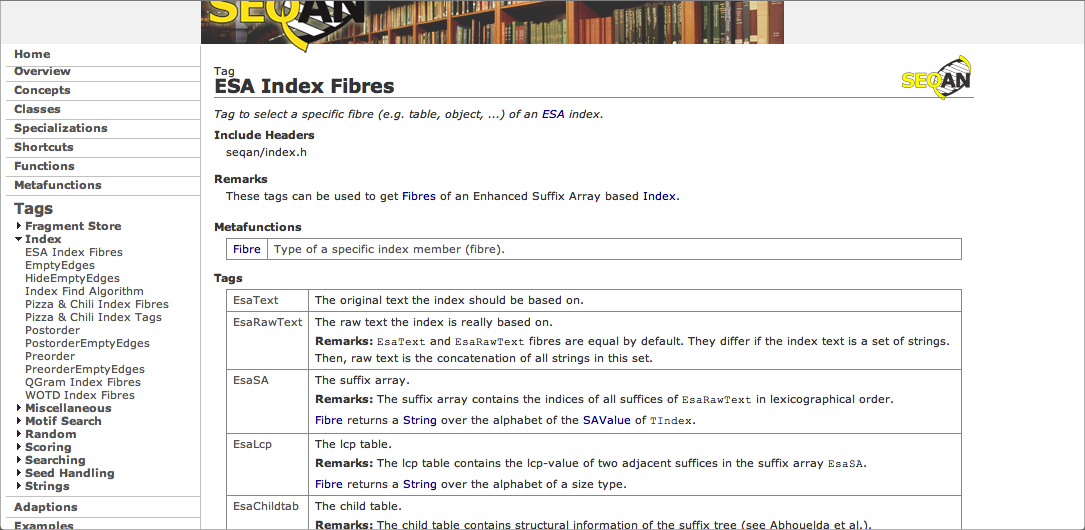 SEQAN
Home
Overview
Concepts
Classes
Specializations
Shortcuts
Functions
Metafunctions
Tags
Fragment Store
Index
ESA Index Fibres
EmptyEdges
HideEmptyEdges
Index Find Algorithm
Pizza & Chili Index Fibres
Pizza & Chili Index Tags
Postorder
PostorderEmptyEdges
Preorder
PreorderEmptyEdges
QGram Index Fibres
WOTD Index Fibres
Miscellaneous
Motif Search
Random
Scoring
Searching
Seed Handling
Strings
Adaptions
Examples
Tag
ESA Index Fibres
SEQAN
Tag to select a specific fibre (e.g. table, object, ...) of an ESA index.
Include Headers
seqan/index.h
Remarks
These tags can be used to get Fibres of an Enhanced Suffix Array based Index.
Metafunctions
Fibre Type of a specific index member (fibre).
Tags
EsaText The original text the index should be based on.
EsaRawText The raw text the index is really based on.
Remarks: EsaText and EsaRawText fibres are equal by default. They differ if the index text is a set of strings.
Then, raw text is the concatenation of all strings in this set.
EsaSA The suffix array.
Remarks: The suffix array contains the indices of all suffices of EsaRawText in lexicographical order.
Fibre returns a String over the alphabet of the SAValue of TIndex.
EsaLcp The lcp table.
Remarks: The lcp table contains the lcp-value of two adjacent suffices in the suffix array EsaSA.
Fibre returns a String over the alphabet of a size type.
EsaChildtab The child table.
Remarks: The child table contains structural information of the suffix tree (see Abhouelda et al.).